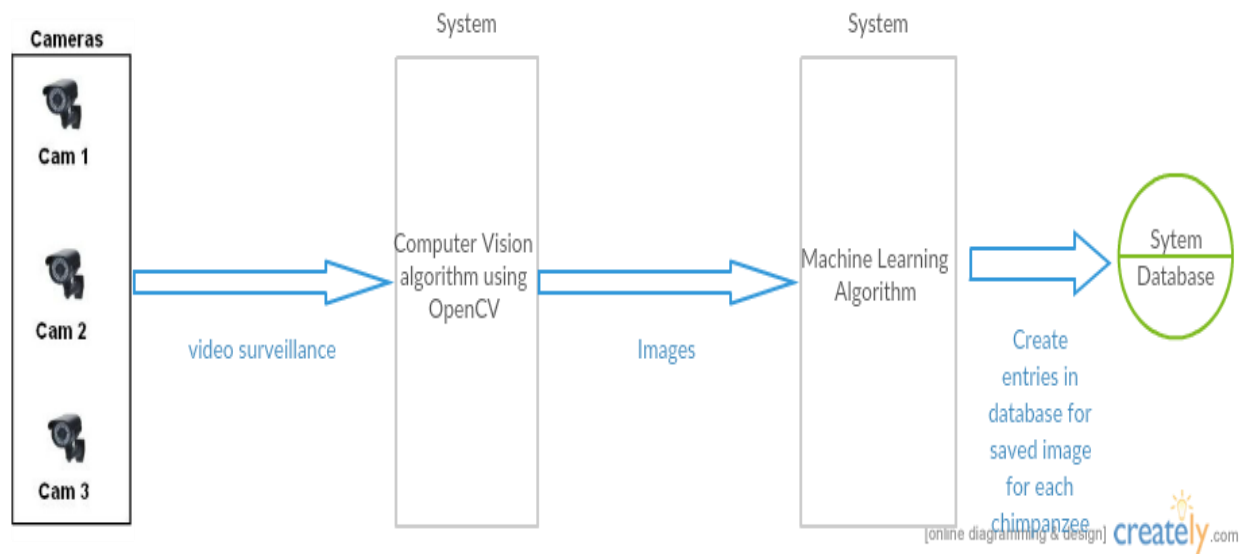 Cameras
Cam 1
Cam 2
Cam 3
video surveillance
System
Computer Vision
algorithm using
OpenCV
Images
System
Machine Learning
Algorithm
Create
entries in
database for
saved image
for each
chimpanzee
Sytem
Database
[online diagramming & design] creately.com